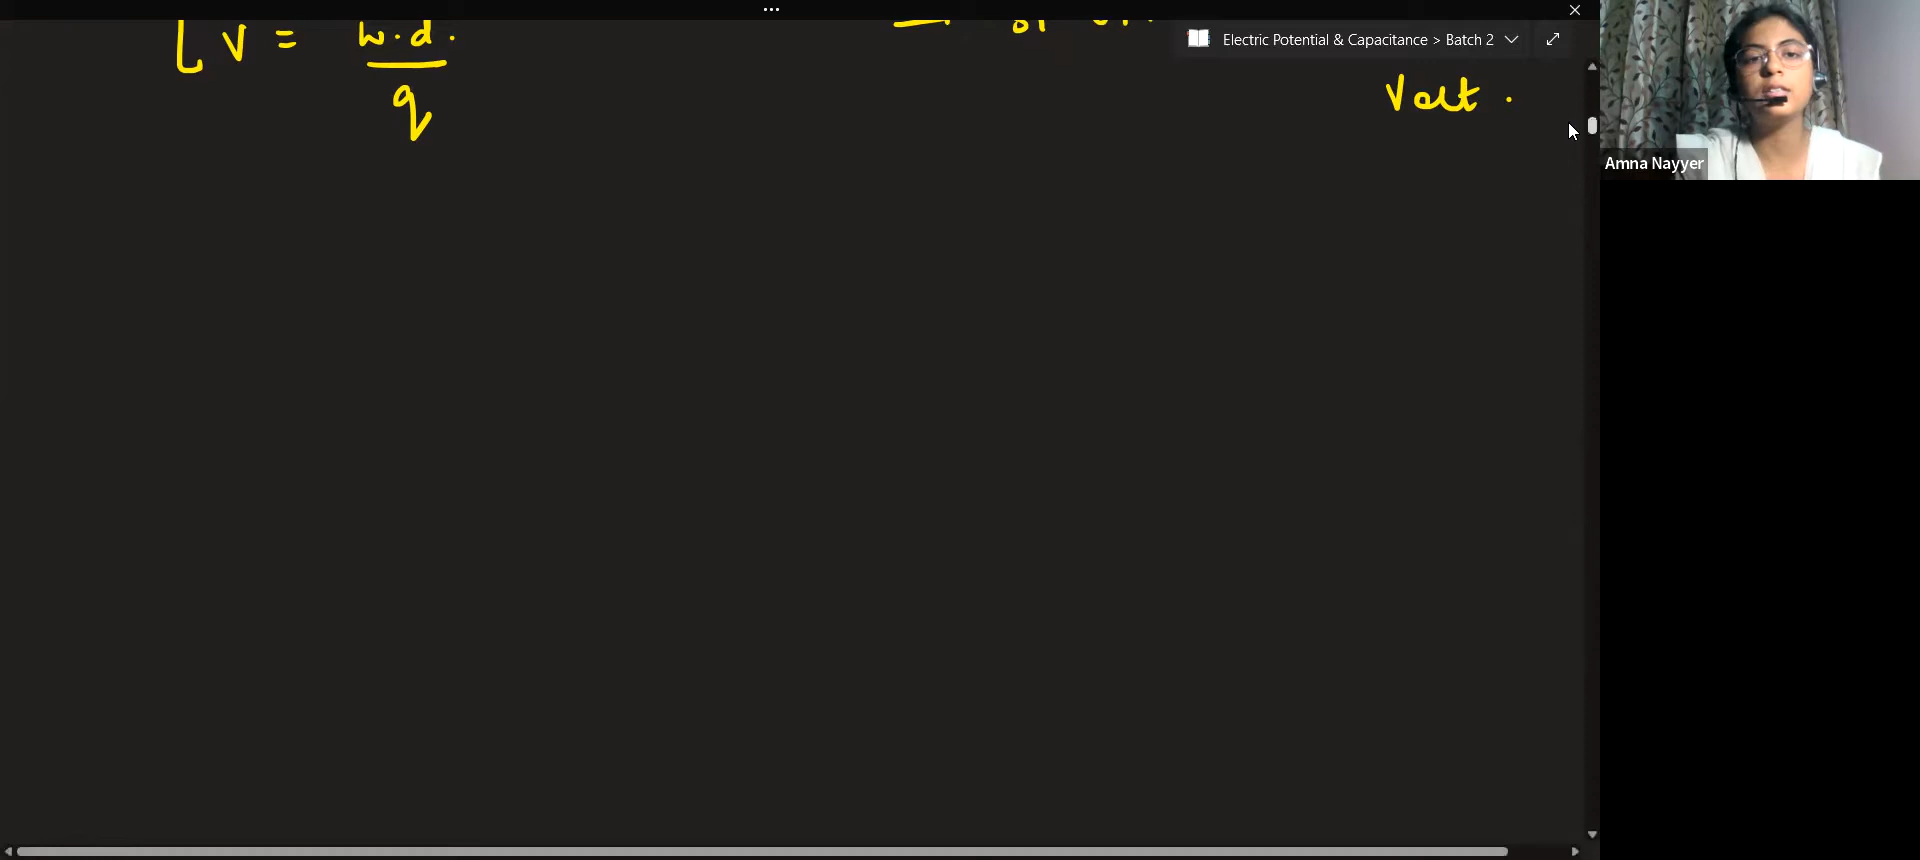 V = w.d.
q
Electric Potential & Capacitance > Batch 2
Volt .
Amna Nayyer